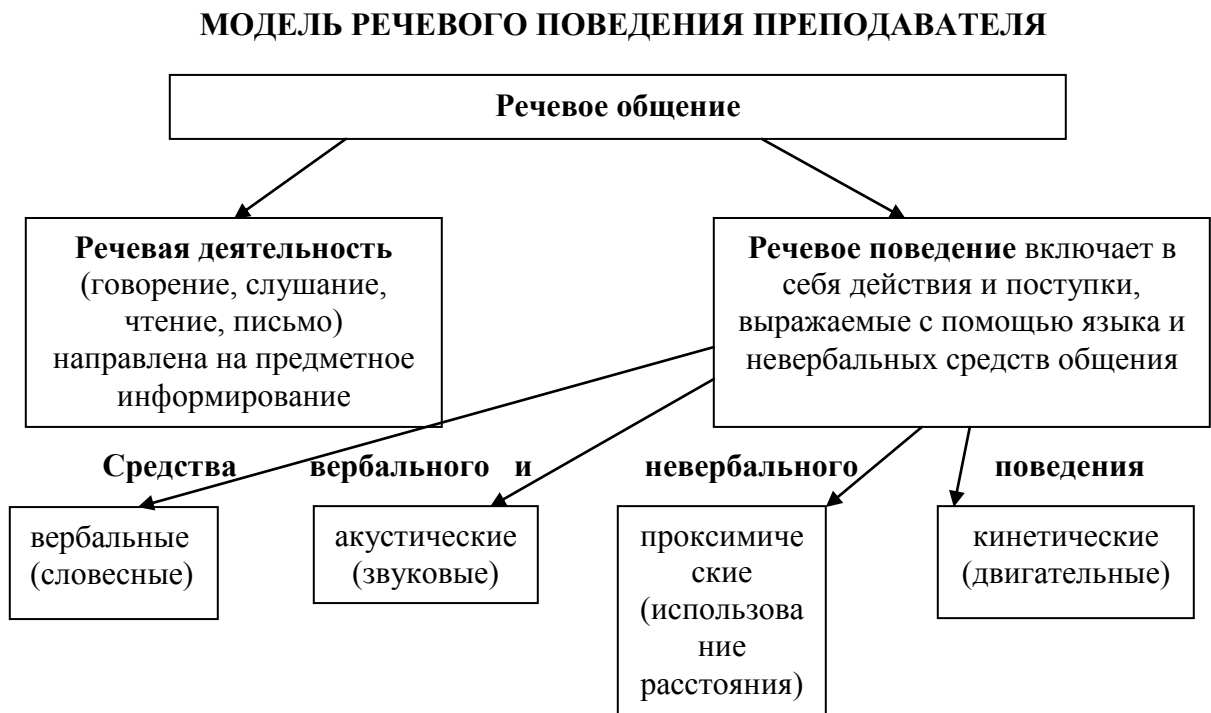 МОДЕЛЬ РЕЧЕВОГО ПОВЕДЕНИЯ ПРЕПОДАВАТЕЛЯ
Речевое общение
Речевая деятельность
(говорение, слушание,
чтение, письмо)
направлена на предметное
информирование
Речевое поведение включает в
себя действия и поступки,
выражаемые с помощью языка и
невербальных средств общения
Средства вербального и невербального поведения
вербальные
(словесные)
акустические
(звуковые)
проксимиче
ские
(использова
ние
расстояния)
кинетические
(двигательные)